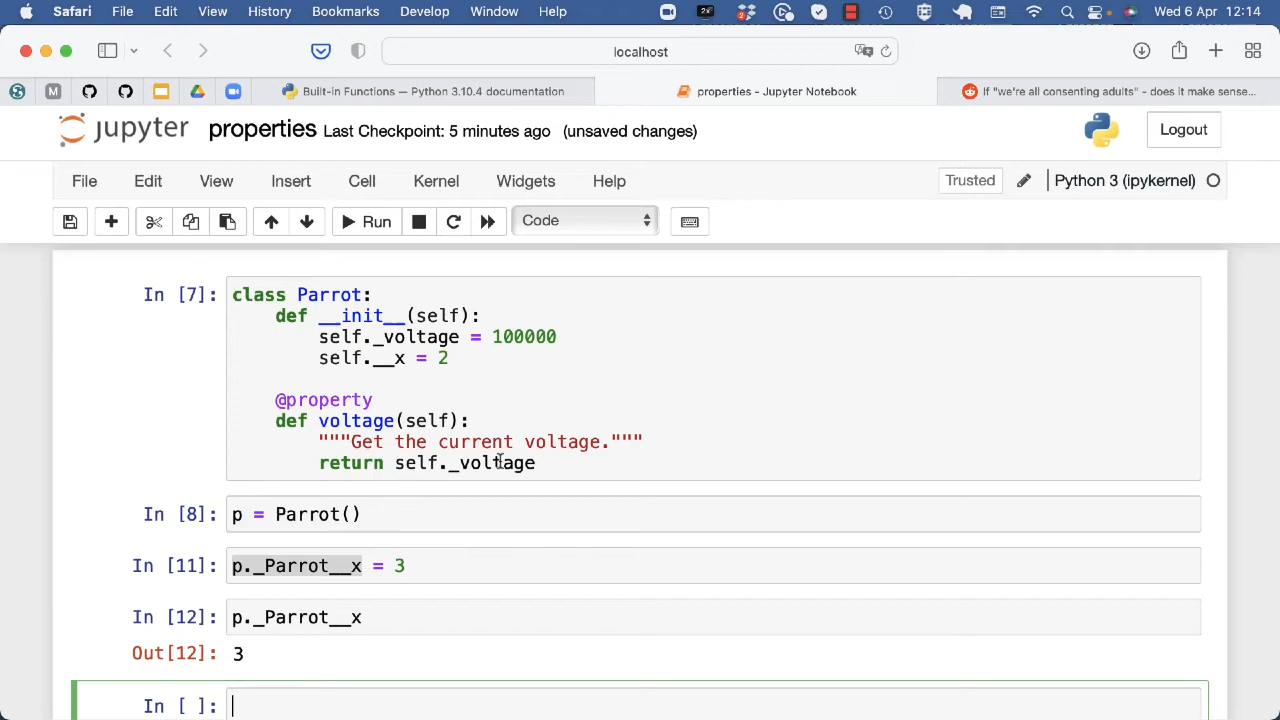 Safari File Edit View History Bookmarks Develop Window Help Wed 6 Apr 12:14
localhost
Built-in Functions — Python 3.10.4 documentation
properties - Jupyter Notebook
If "we're all consenting adults" - does it make sense...
jupyter properties Last Checkpoint: 5 minutes ago (unsaved changes) Logout
File Edit View Insert Cell Kernel Widgets Help Trusted Python 3 (ipykernel)
Run Code
In [7]: class Parrot:
def __init__(self):
self._voltage = 100000
self.__x = 2
@property
def voltage(self):
"""Get the current voltage."""
return self._voltage
In [8]: p = Parrot()
In [11]: p._Parrot__x = 3
In [12]: p._Parrot__x
Out[12]: 3
In [ ]: